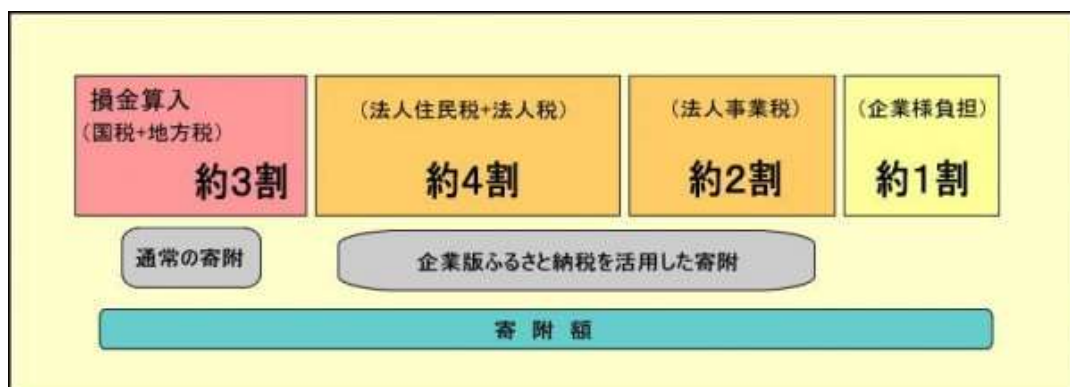 損金算入
(国税+地方税)
約3割
(法人住民税+法人税)
約4割
(法人事業税)
約2割
(企業様負担)
約1割
通常の寄附
企業版ふるさと納税を活用した寄附
寄附額